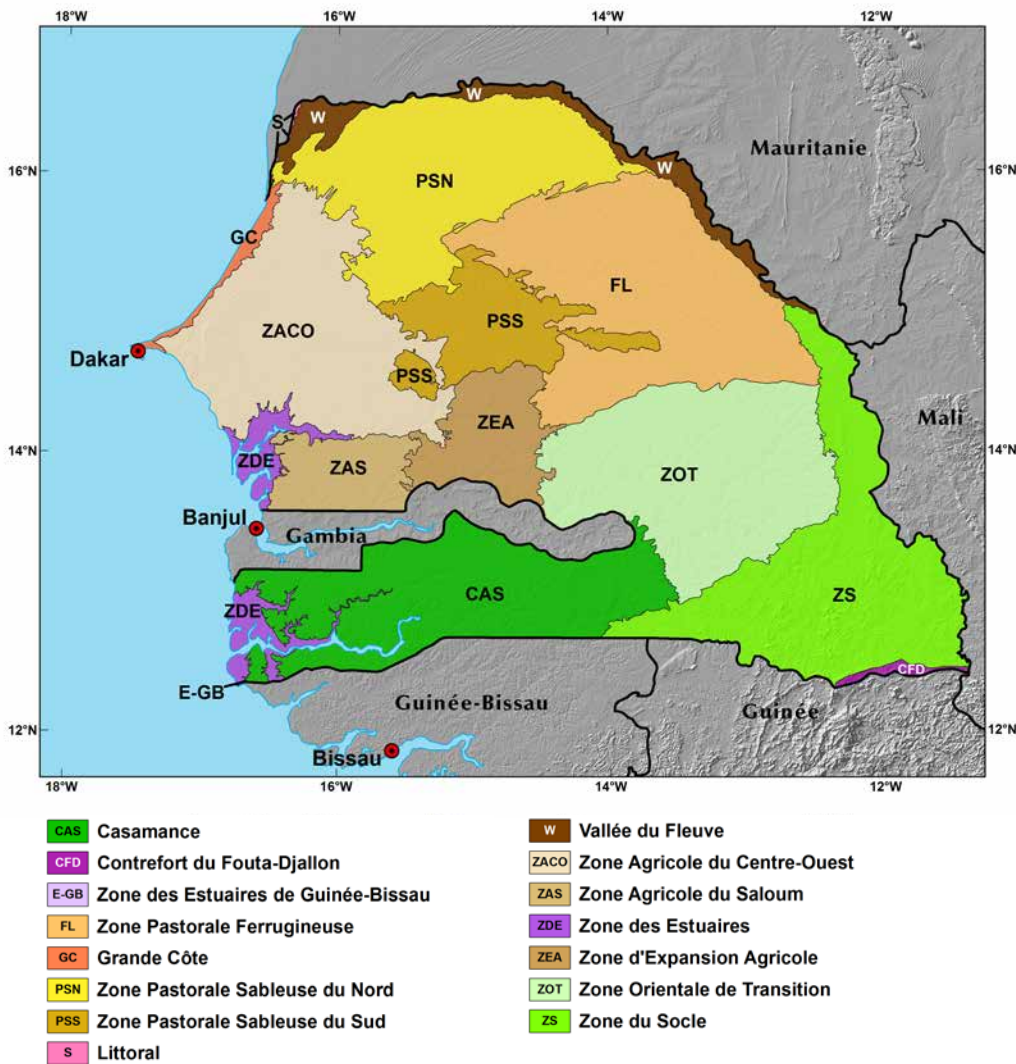 18°W
16°W
14°W
12°W
W
W
S
Mauritanie
16°N
W
16°N
PSN
GC
FL
ZACO
PSS
Dakar
PSS
Mali
ZEA
14°N
ZDE
ZAS
ZOT
14°N
Banjul
Gambia
CAS
ZS
ZDE
CFD
E-GB
Guinée-Bissau
Guinée
12°N
12°N
Bissau
18°W
16°W
14°W
12°W
CAS Casamance
CFD Contrefort du Fouta-Djallon
E-GB Zone des Estuaires de Guinée-Bissau
FL Zone Pastorale Ferrugineuse
GC Grande Côte
PSN Zone Pastorale Sableuse du Nord
PSS Zone Pastorale Sableuse du Sud
S Littoral
W Vallée du Fleuve
ZACO Zone Agricole du Centre-Ouest
ZAS Zone Agricole du Saloum
ZDE Zone des Estuaires
ZEA Zone d'Expansion Agricole
ZOT Zone Orientale de Transition
ZS Zone du Socle